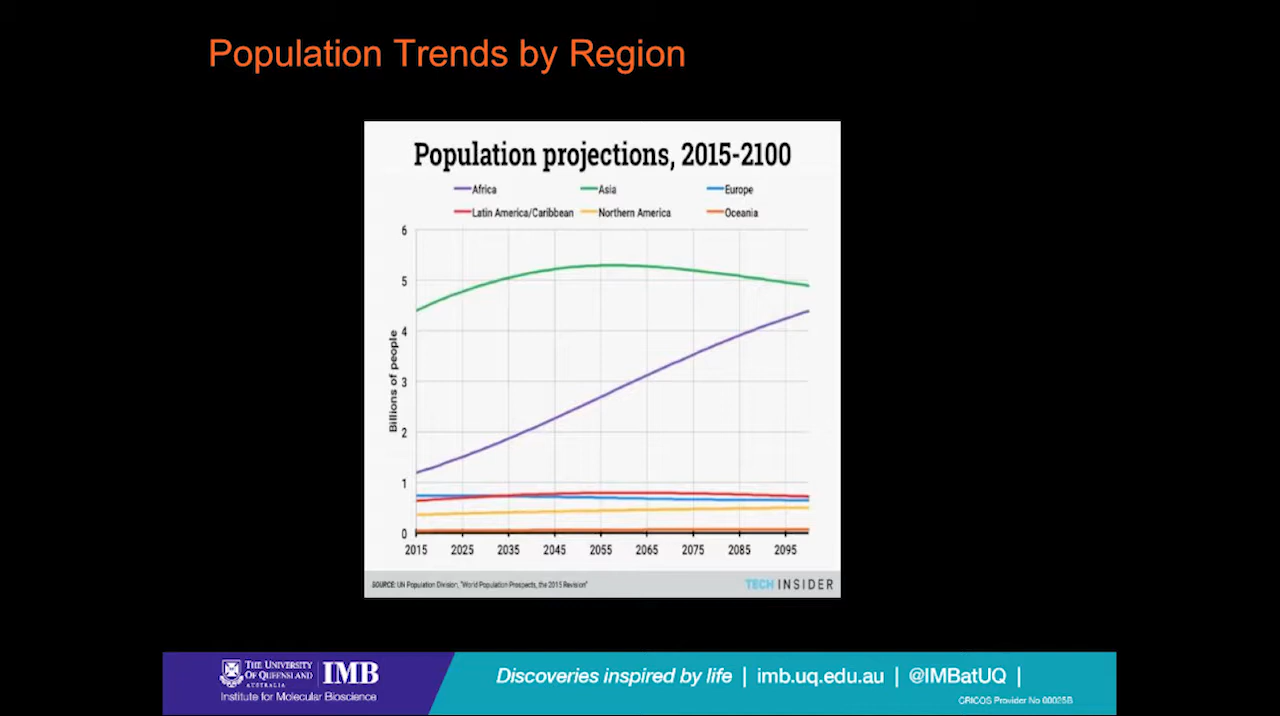 Population Trends by Region
Population projections, 2015-2100
Africa Asia Europe
Latin America/Caribbean Northern America Oceania
Billions of people
6
5
4
3
2
1
0
2015 2025 2035 2045 2055 2065 2075 2085 2095
SOURCE: UN Population Division, "World Population Prospects, the 2015 Revision"
TECH INSIDER
THE UNIVERSITY
OF QUEENSLAND
AUSTRALIA
IMB
Institute for Molecular Bioscience
Discoveries inspired by life | imb.uq.edu.au | @IMBatUQ |
CRICOS Provider No 00025B